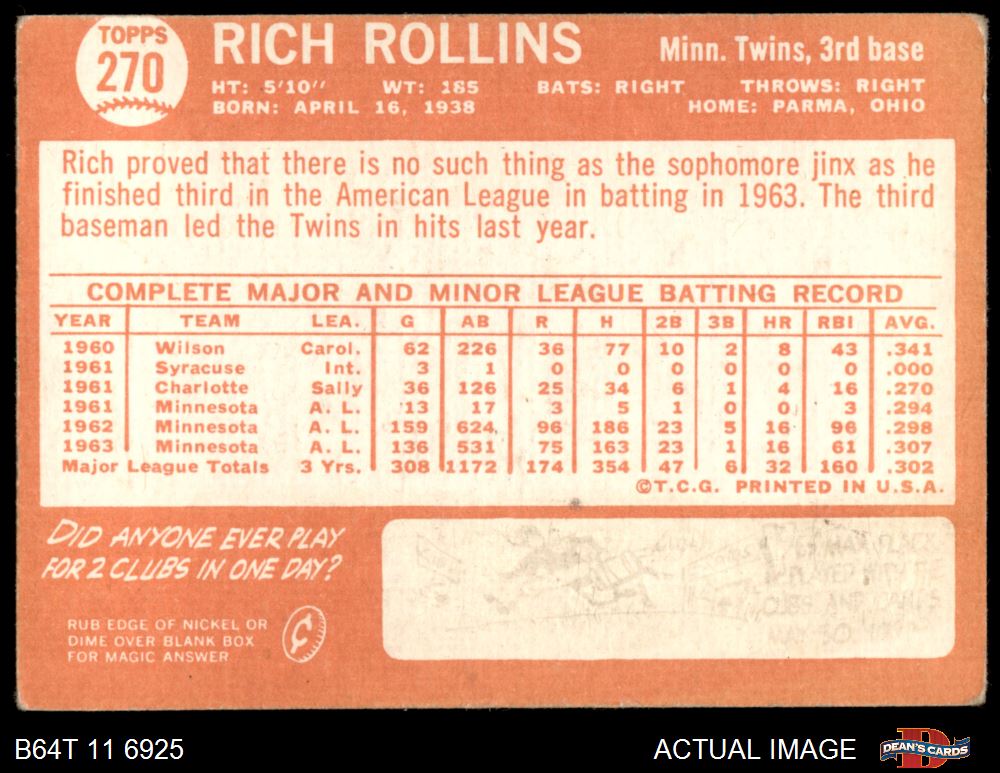 TOPPS
270
RICH ROLLINS
Minn. Twins, 3rd base
HT: 5'10" WT: 185 BATS: RIGHT THROWS: RIGHT
BORN: APRIL 16, 1938 HOME: PARMA, OHIO
Rich proved that there is no such thing as the sophomore jinx as he
finished third in the American League in batting in 1963. The third
baseman led the Twins in hits last year.
COMPLETE MAJOR AND MINOR LEAGUE BATTING RECORD
YEAR TEAM LEA. G AB R H 2B 3B HR RBI AVG.
1960 Wilson Carol. 62 226 36 77 10 2 8 43 .341
1961 Syracuse Int. 3 1 0 0 0 0 0 0 .000
1961 Charlotte Sally 36 126 25 34 6 1 4 16 .270
1961 Minnesota A. L. 13 17 3 5 1 0 0 3 .294
1962 Minnesota A. L. 159 624 96 186 23 5 16 96 .298
1963 Minnesota A. L. 136 531 75 163 23 1 16 61 .307
Major League Totals 3 Yrs. 308 1172 174 354 47 6 32 160 .302
©T.C.G. PRINTED IN U.S.A.
DID ANYONE EVER PLAY
FOR 2 CLUBS IN ONE DAY?
RUB EDGE OF NICKEL OR
DIME OVER BLANK BOX
FOR MAGIC ANSWER
MAX FLACK
PLAYED WITH
CUBS AND CARDS
MAY 30,
B64T 11 6925
ACTUAL IMAGE
DEAN'S CARDS